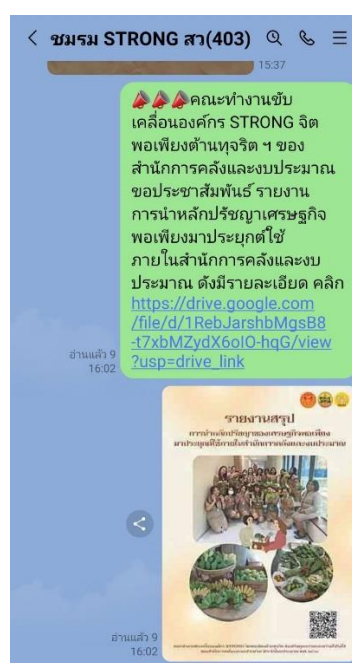 ชมรม STRONG สว(403)
15:37
📣📣📣คณะทำงานขับ
เคลื่อนองค์กร STRONG จิต
พอเพียงต้านทุจริต ฯ ของ
สำนักการคลังและงบประมาณ
ขอประชาสัมพันธ์ รายงาน
การนำหลักปรัชญาเศรษฐกิจ
พอเพียงมาประยุกต์ใช้
ภายในสำนักการคลังและงบ
ประมาณ ดังมีรายละเอียด คลิก
https://drive.google.com
/file/d/1RebJarshbMgsB8
-t7xbMZydX6olO-hqG/view
?usp=drive_link
อ่านแล้ว 9
16:02
รายงานสรุป
การนำหลักปรัชญาของเศรษฐกิจพอเพียง
มาประยุกต์ใช้ภายในสำนักการคลังและงบประมาณ
อ่านแล้ว 9
16:02